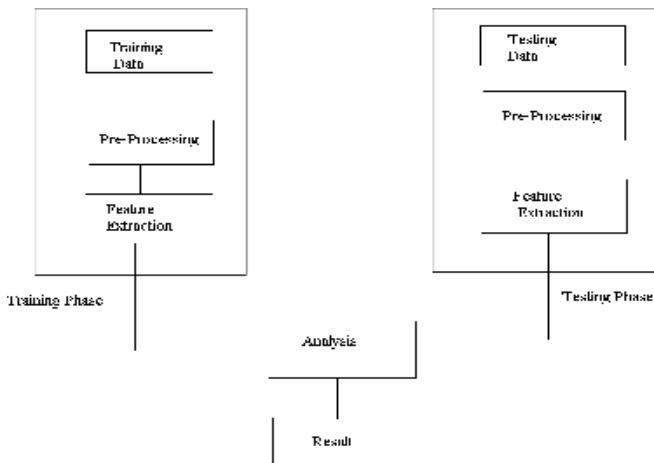 Training
Data
Pre-Processing
Feature
Extraction
Training Phase
Testing
Data
Pre-Processing
Feature
Extraction
Testing Phase
Analysis
Result